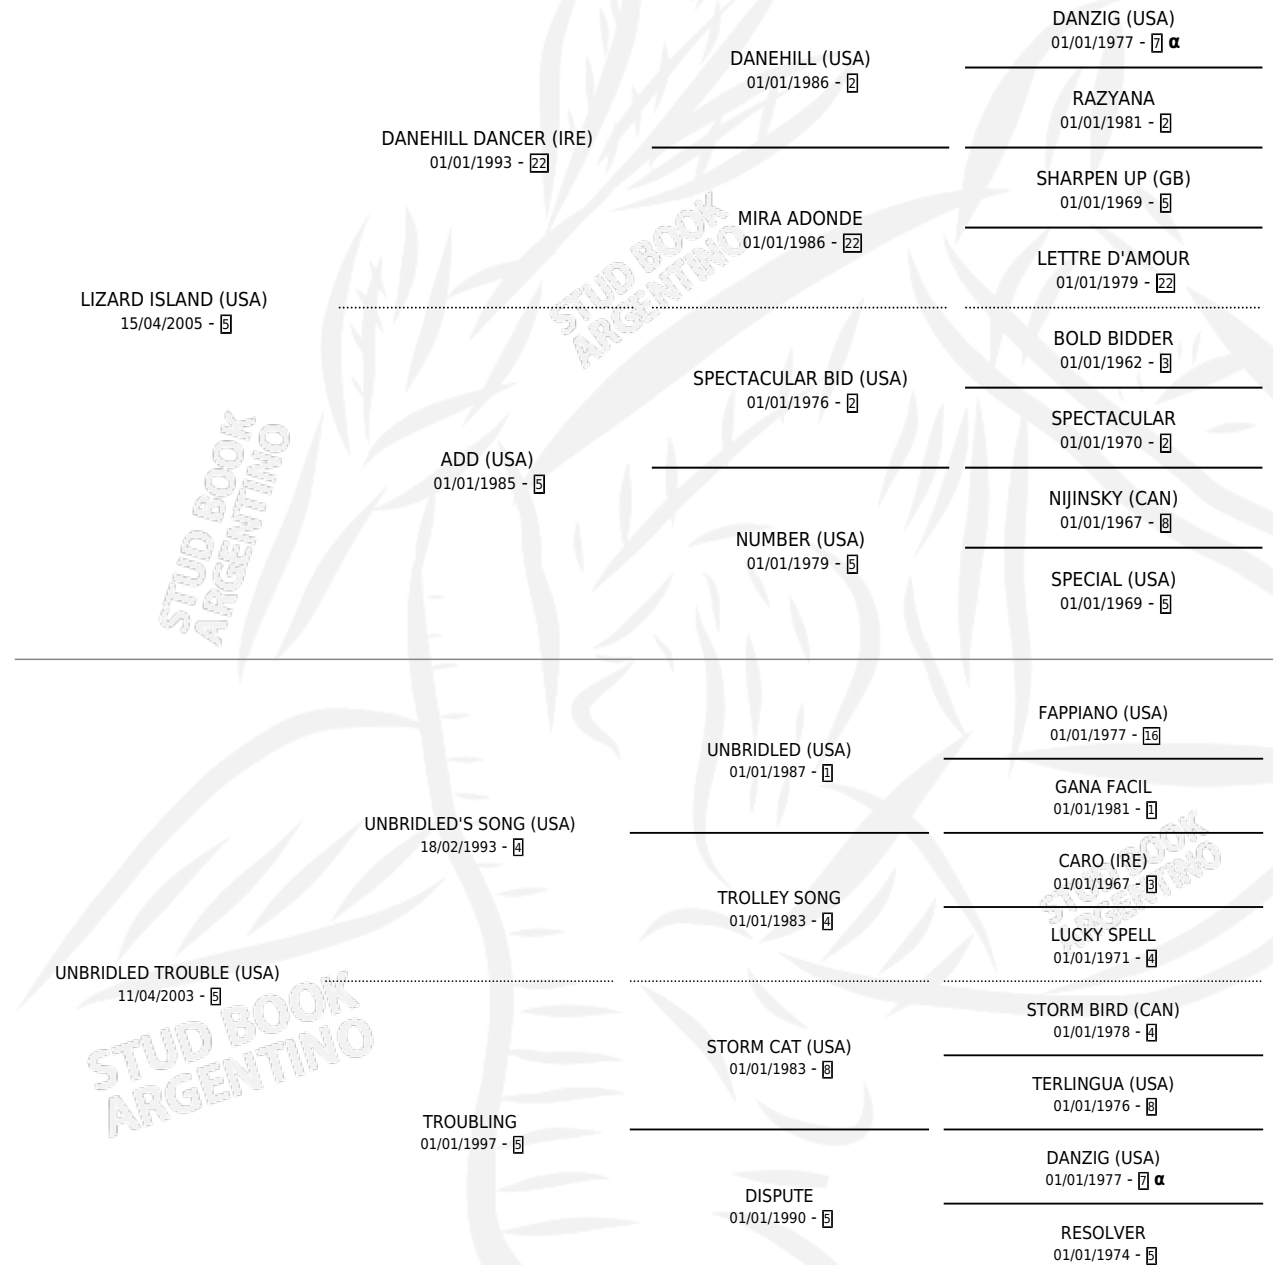 DANZIG (USA)
01/01/1977 - 7 α
DANEHILL (USA)
01/01/1986 - 2
RAZYANA
01/01/1981 - 2
DANEHILL DANCER (IRE)
01/01/1993 - 22
SHARPEN UP (GB)
01/01/1969 - 5
MIRA ADONDE
01/01/1986 - 22
LETTRE D'AMOUR
01/01/1979 - 22
LIZARD ISLAND (USA)
15/04/2005 - 5
BOLD BIDDER
01/01/1962 - 3
SPECTACULAR BID (USA)
01/01/1976 - 2
SPECTACULAR
01/01/1970 - 2
ADD (USA)
01/01/1985 - 5
NIJINSKY (CAN)
01/01/1967 - 8
NUMBER (USA)
01/01/1979 - 5
SPECIAL (USA)
01/01/1969 - 5
FAPPIANO (USA)
01/01/1977 - 16
UNBRIDLED (USA)
01/01/1987 - 1
GANA FACIL
01/01/1981 - 1
UNBRIDLED'S SONG (USA)
18/02/1993 - 4
CARO (IRE)
01/01/1967 - 3
TROLLEY SONG
01/01/1983 - 4
LUCKY SPELL
01/01/1971 - 4
UNBRIDLED TROUBLE (USA)
11/04/2003 - 5
STORM BIRD (CAN)
01/01/1978 - 4
STORM CAT (USA)
01/01/1983 - 8
TERLINGUA (USA)
01/01/1976 - 8
TROUBLING
01/01/1997 - 5
DANZIG (USA)
01/01/1977 - 7 α
DISPUTE
01/01/1990 - 5
RESOLVER
01/01/1974 - 5
STUD BOOK
ARGENTINO
STUD BOOK
ARGENTINO
STUD BOOK
ARGENTINO
STUD BOOK
ARGENTINO